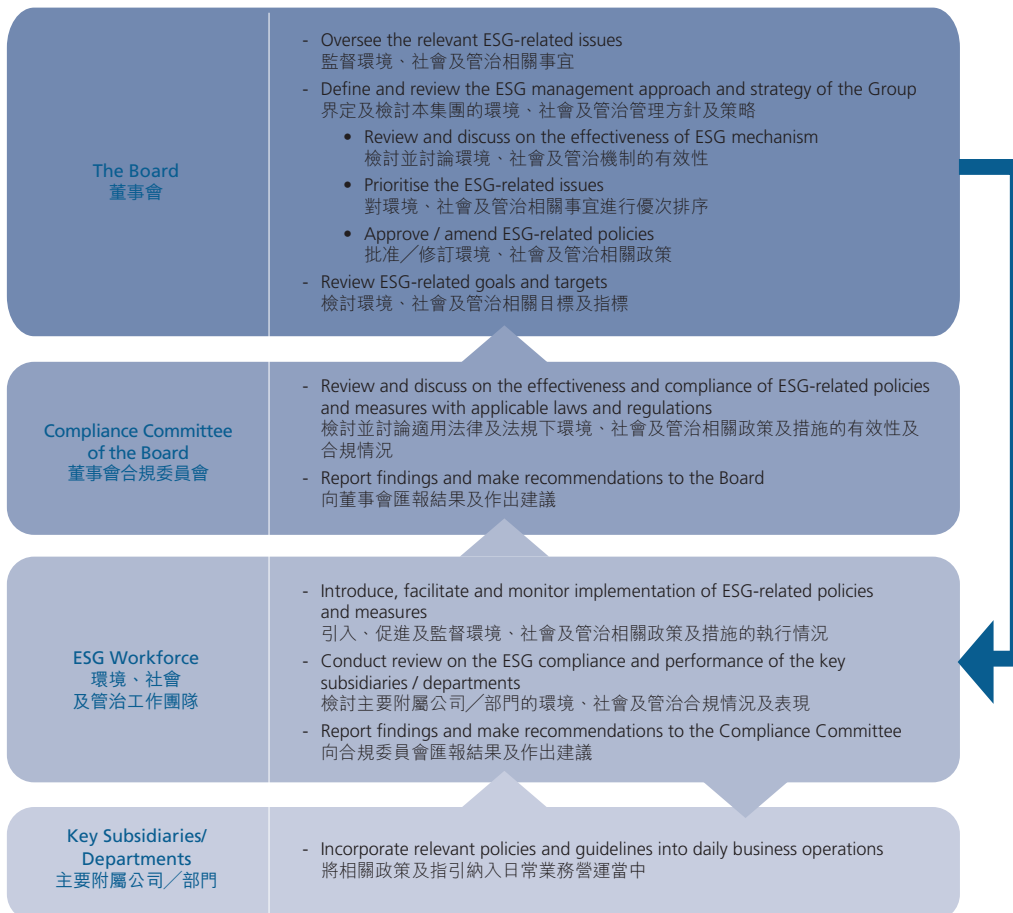 The Board
董事會
- Oversee the relevant ESG-related issues
監督環境、社會及管治相關事宜
- Define and review the ESG management approach and strategy of the Group
界定及檢討本集團的環境、社會及管治管理方針及策略
• Review and discuss on the effectiveness of ESG mechanism
檢討並討論環境、社會及管治機制的有效性
• Prioritise the ESG-related issues
對環境、社會及管治相關事宜進行優次排序
• Approve / amend ESG-related policies
批准╱修訂環境、社會及管治相關政策
- Review ESG-related goals and targets
檢討環境、社會及管治相關目標及指標
Compliance Committee
of the Board
董事會合規委員會
- Review and discuss on the effectiveness and compliance of ESG-related policies
and measures with applicable laws and regulations
檢討並討論適用法律及法規下環境、社會及管治相關政策及措施的有效性及
合規情況
- Report findings and make recommendations to the Board
向董事會匯報結果及作出建議
ESG Workforce
環境、社會
及管治工作團隊
- Introduce, facilitate and monitor implementation of ESG-related policies
and measures
引入、促進及監督環境、社會及管治相關政策及措施的執行情況
- Conduct review on the ESG compliance and performance of the key
subsidiaries / departments
檢討主要附屬公司╱部門的環境、社會及管治合規情況及表現
- Report findings and make recommendations to the Compliance Committee
向合規委員會匯報結果及作出建議
Key Subsidiaries/
Departments
主要附屬公司╱部門
- Incorporate relevant policies and guidelines into daily business operations
將相關政策及指引納入日常業務營運當中